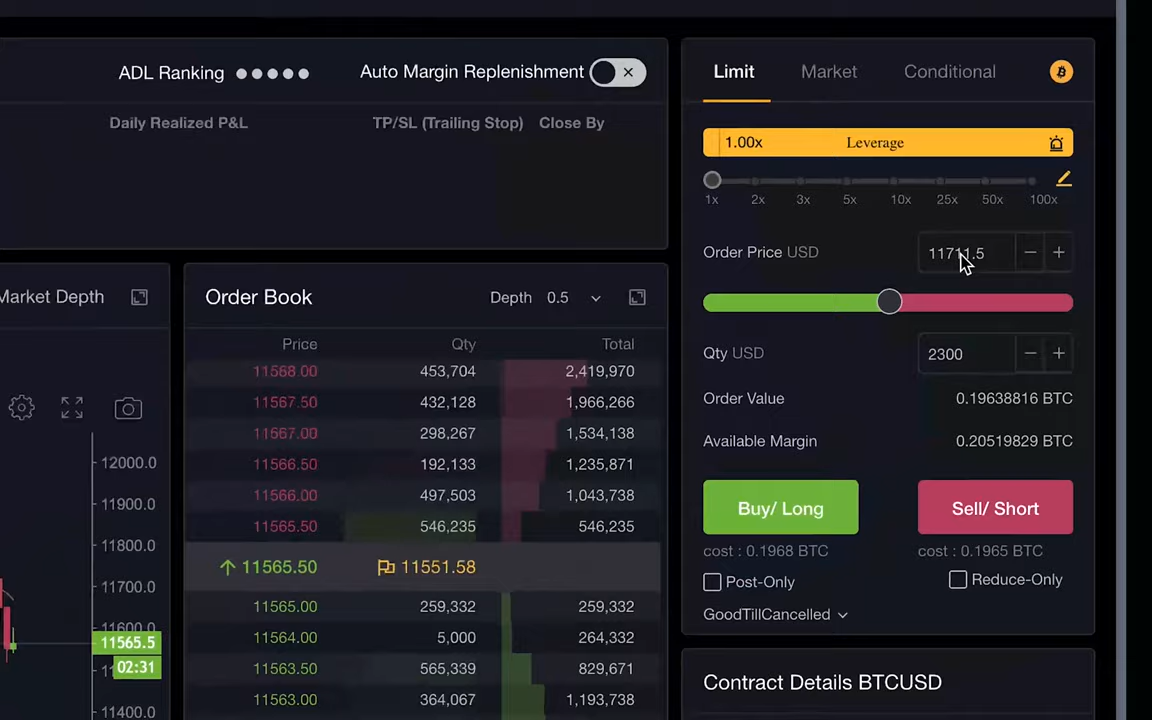 ADL Ranking
Auto Margin Replenishment
Daily Realized P&L
TP/SL (Trailing Stop)
Close By
Market Depth
12000.0
11900.0
11800.0
11700.0
11600.0
11565.5
02:31
11400.0
Order Book
Depth 0.5
Price Qty Total
11568.00 453,704 2,419,970
11567.50 432,128 1,966,266
11567.00 298,267 1,534,138
11566.50 192,133 1,235,871
11566.00 497,503 1,043,738
11565.50 546,235 546,235
11565.50 11551.58
11565.00 259,332 259,332
11564.00 5,000 264,332
11563.50 565,339 829,671
11563.00 364,067 1,193,738
Limit Market Conditional
1.00x Leverage
1x 2x 3x 5x 10x 25x 50x 100x
Order Price USD 11711.5 − +
Qty USD 2300 − +
Order Value 0.19638816 BTC
Available Margin 0.20519829 BTC
Buy/ Long Sell/ Short
cost : 0.1968 BTC cost : 0.1965 BTC
Post-Only Reduce-Only
GoodTillCancelled
Contract Details BTCUSD